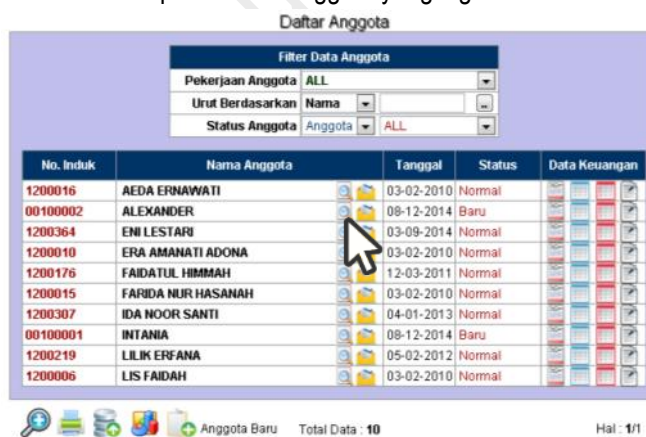 Daftar Anggota
Filter Data Anggota
Pekerjaan Anggota ALL
Urut Berdasarkan Nama ..
Status Anggota Anggota ALL
No. Induk Nama Anggota Tanggal Status Data Keuangan
1200016 AEDA ERNAWATI 03-02-2010 Normal
00100002 ALEXANDER 08-12-2014 Baru
1200364 ENI LESTARI 03-09-2014 Normal
1200010 ERA AMANATI ADONA 03-02-2010 Normal
1200176 FAIDATUL HIMMAH 12-03-2011 Normal
1200015 FARIDA NUR HASANAH 03-02-2010 Normal
1200307 IDA NOOR SANTI 04-01-2013 Normal
00100001 INTANIA 08-12-2014 Baru
1200219 LILIK ERFANA 05-02-2012 Normal
1200006 LIS FAIDAH 03-02-2010 Normal
Anggota Baru Total Data : 10 Hal : 1/1